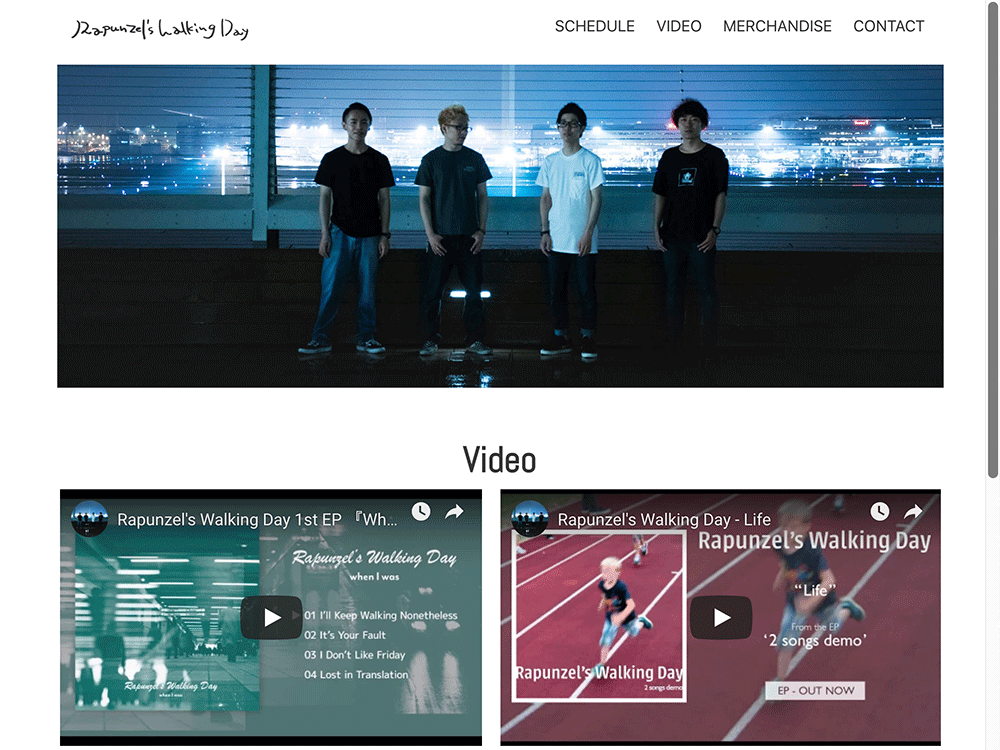 Rapunzel's Walking Day
SCHEDULE VIDEO MERCHANDISE CONTACT
Video
Rapunzel's Walking Day 1st EP 『Wh...
Rapunzel's Walking Day
when I was
01 I'll Keep Walking Nonetheless
02 It's Your Fault
03 I Don't Like Friday
04 Lost in Translation
Rapunzel's Walking Day
when I was
Rapunzel's Walking Day - Life
Rapunzel's Walking Day
"Life"
From the EP
'2 songs demo'
EP - OUT NOW
Rapunzel's Walking Day
2 songs demo